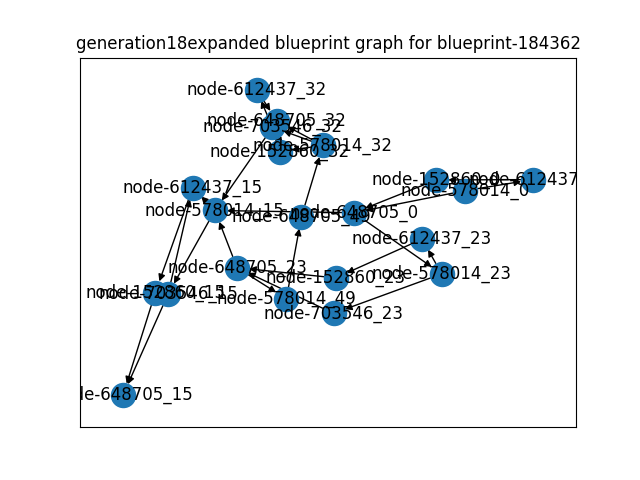 generation18expanded blueprint graph for blueprint-184362
node-612437_32
node-648705_32
node-703546_32
node-578014_32
node-152860_32
node-152860_0
node-612437
node-578014_0
node-612437_15
node-578014_15
node-648705_49
node-648705_0
node-612437_23
node-648705_23
node-152860_23
node-578014_23
node-152860_15
node-703546_15
node-578014_49
node-703546_23
le-648705_15